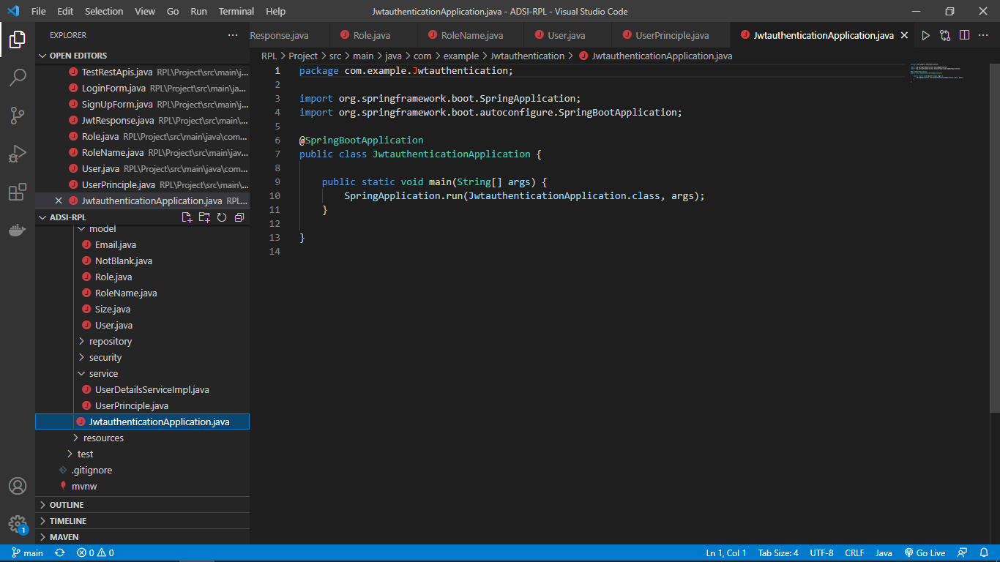 File Edit Selection View Go Run Terminal Help
JwtauthenticationApplication.java - ADSI-RPL - Visual Studio Code
EXPLORER
Response.java Role.java RoleName.java User.java UserPrinciple.java JwtauthenticationApplication.java
OPEN EDITORS
RPL > Project > src > main > java > com > example > Jwtauthentication > JwtauthenticationApplication.java
TestRestApis.java RPL\Project\src\main\j...
LoginForm.java RPL\Project\src\main\ja...
SignUpForm.java RPL\Project\src\main\j...
JwtResponse.java RPL\Project\src\main\...
Role.java RPL\Project\src\main\java\com...
RoleName.java RPL\Project\src\main\jav...
User.java RPL\Project\src\main\java\com...
UserPrinciple.java RPL\Project\src\main\...
JwtauthenticationApplication.java RPL...
ADSI-RPL
model
Email.java
NotBlank.java
Role.java
RoleName.java
Size.java
User.java
repository
security
service
UserDetailsServiceImpl.java
UserPrinciple.java
JwtauthenticationApplication.java
resources
test
.gitignore
mvnw
OUTLINE
TIMELINE
MAVEN
1 package com.example.Jwtauthentication;
2
3 import org.springframework.boot.SpringApplication;
4 import org.springframework.boot.autoconfigure.SpringBootApplication;
5
6 @SpringBootApplication
7 public class JwtauthenticationApplication {
8
9 public static void main(String[] args) {
10 SpringApplication.run(JwtauthenticationApplication.class, args);
11 }
12
13 }
14
1
main 0 0 Ln 1, Col 1 Tab Size: 4 UTF-8 CRLF Java Go Live